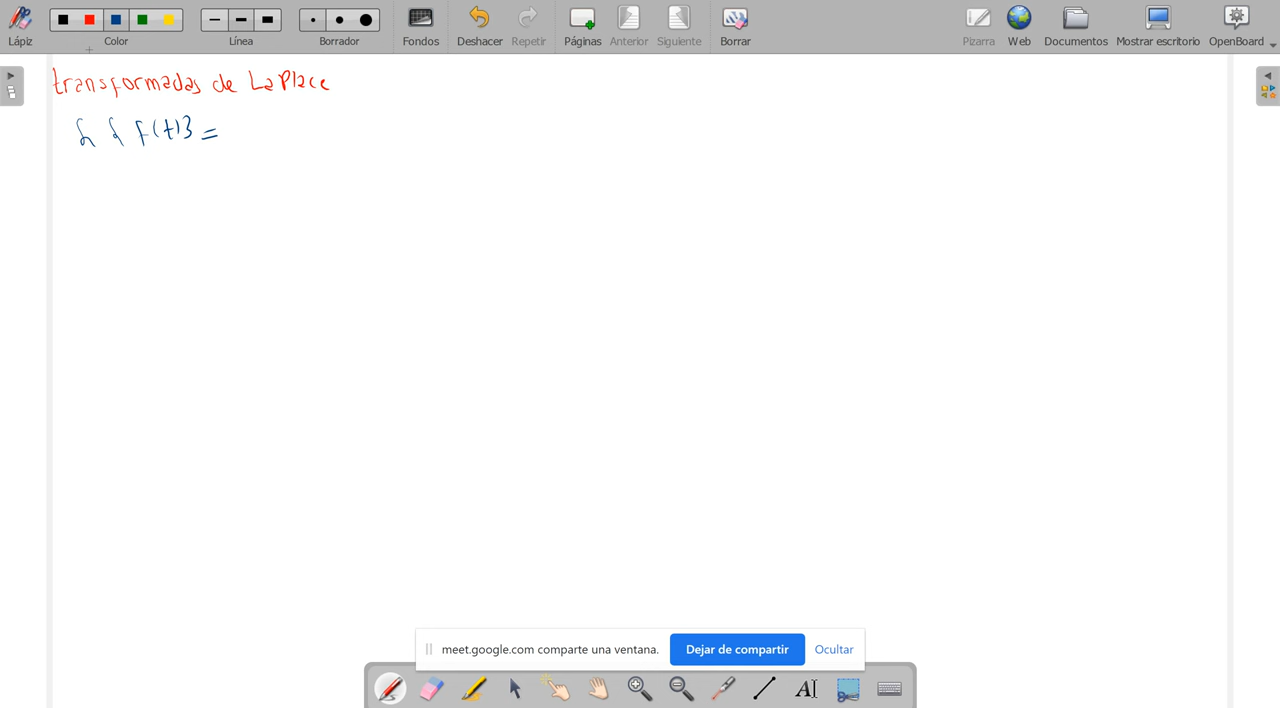 Lápiz Color Línea Borrador Fondos Deshacer Repetir Páginas Anterior Siguiente Borrar Pizarra Web Documentos Mostrar escritorio OpenBoard
transformadas de LaPlace
ℒ { f(t)} =
meet.google.com comparte una ventana. Dejar de compartir Ocultar